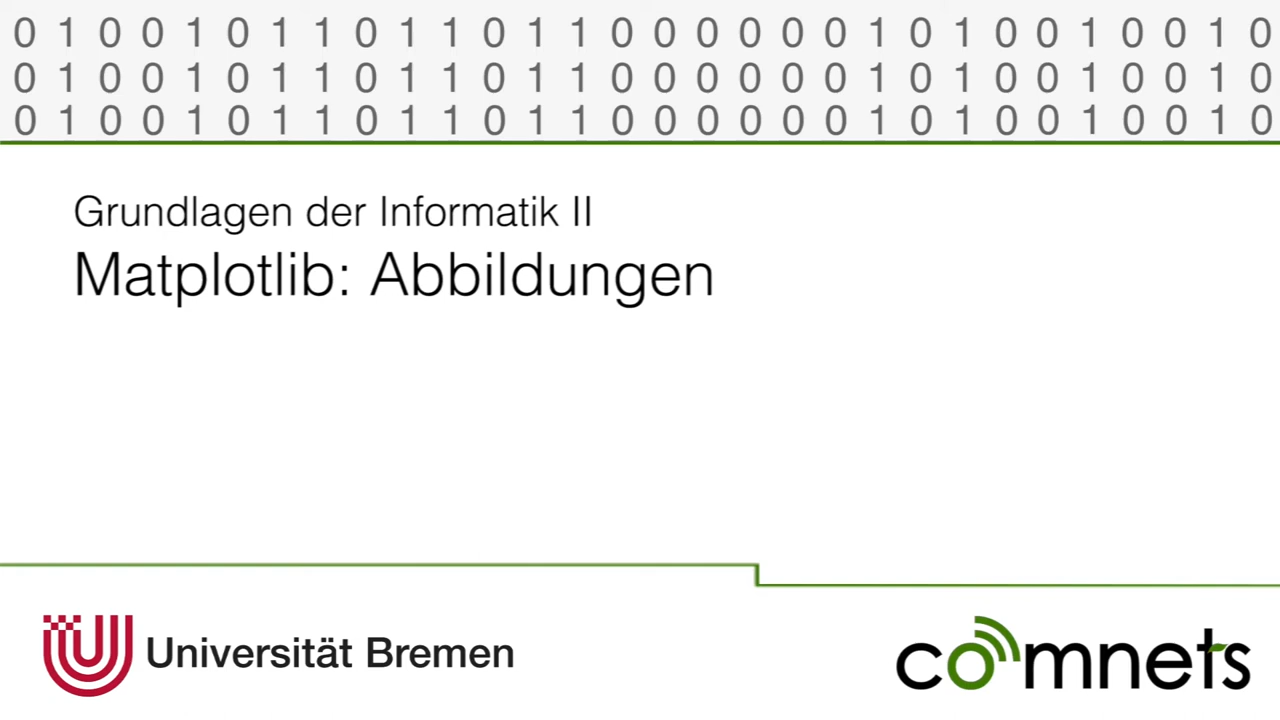 0 1 0 0 1 0 1 1 0 1 1 0 1 1 0 0 0 0 0 0 1 0 1 0 0 1 0 0 1 0
0 1 0 0 1 0 1 1 0 1 1 0 1 1 0 0 0 0 0 0 1 0 1 0 0 1 0 0 1 0
0 1 0 0 1 0 1 1 0 1 1 0 1 1 0 0 0 0 0 0 1 0 1 0 0 1 0 0 1 0
Grundlagen der Informatik II
Matplotlib: Abbildungen
Universität Bremen
comnets